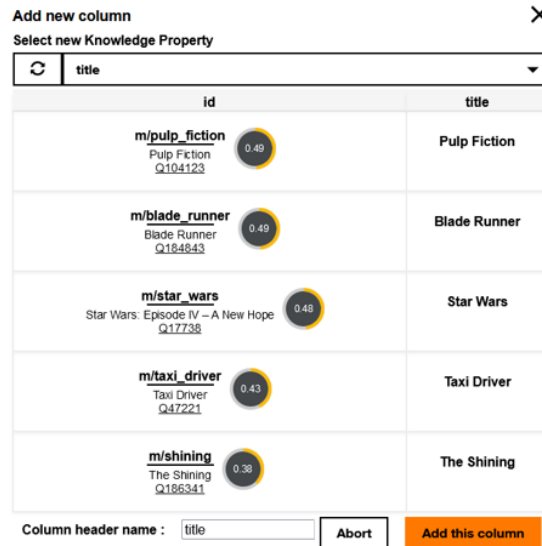 Add new column
Select new Knowledge Property
title
id title
m/pulp_fiction
Pulp Fiction
Q104123
0.49
Pulp Fiction
m/blade_runner
Blade Runner
Q184843
0.49
Blade Runner
m/star_wars
Star Wars: Episode IV – A New Hope
Q17738
0.48
Star Wars
m/taxi_driver
Taxi Driver
Q47221
0.43
Taxi Driver
m/shining
The Shining
Q186341
0.38
The Shining
Column header name : title Abort Add this column